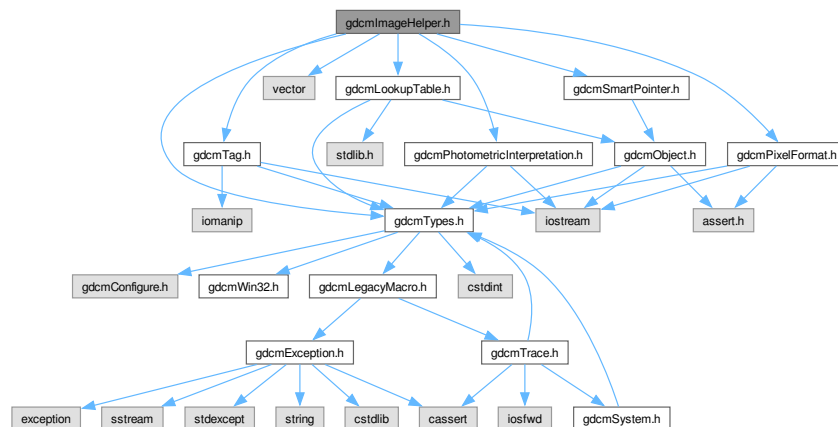 gdcmImageHelper.h
vector
gdcmLookupTable.h
gdcmSmartPointer.h
gdcmTag.h
stdlib.h
gdcmPhotometricInterpretation.h
gdcmObject.h
gdcmPixelFormat.h
iomanip
gdcmTypes.h
iostream
assert.h
gdcmConfigure.h
gdcmWin32.h
gdcmLegacyMacro.h
cstdint
gdcmException.h
gdcmTrace.h
exception
sstream
stdexcept
string
cstdlib
cassert
iosfwd
gdcmSystem.h